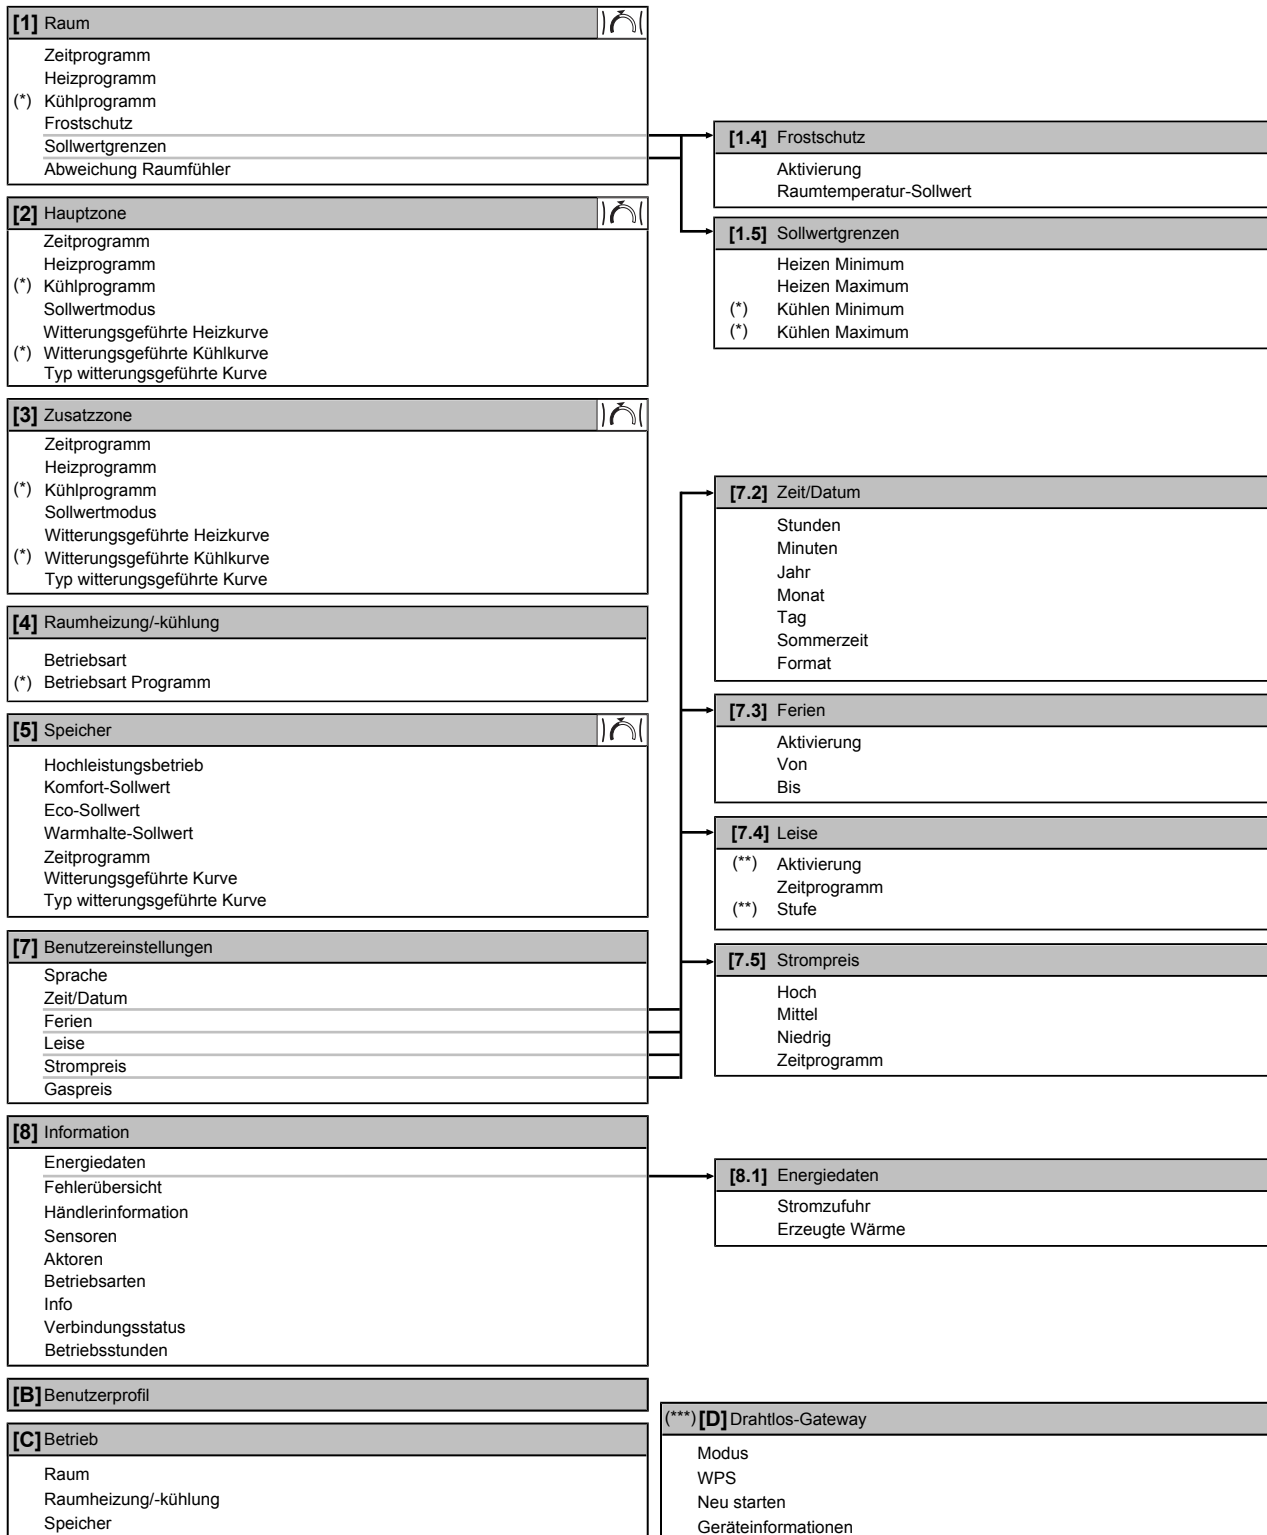 [1] Raum
Zeitprogramm
Heizprogramm
(*) Kühlprogramm
Frostschutz
Sollwertgrenzen
Abweichung Raumfühler
[1.4] Frostschutz
Aktivierung
Raumtemperatur-Sollwert
[1.5] Sollwertgrenzen
Heizen Minimum
Heizen Maximum
(*) Kühlen Minimum
(*) Kühlen Maximum
[2] Hauptzone
Zeitprogramm
Heizprogramm
(*) Kühlprogramm
Sollwertmodus
Witterungsgeführte Heizkurve
(*) Witterungsgeführte Kühlkurve
Typ witterungsgeführte Kurve
[3] Zusatzzone
Zeitprogramm
Heizprogramm
(*) Kühlprogramm
Sollwertmodus
Witterungsgeführte Heizkurve
(*) Witterungsgeführte Kühlkurve
Typ witterungsgeführte Kurve
[4] Raumheizung/-kühlung
Betriebsart
(*) Betriebsart Programm
[5] Speicher
Hochleistungsbetrieb
Komfort-Sollwert
Eco-Sollwert
Warmhalte-Sollwert
Zeitprogramm
Witterungsgeführte Kurve
Typ witterungsgeführte Kurve
[7] Benutzereinstellungen
Sprache
Zeit/Datum
Ferien
Leise
Strompreis
Gaspreis
[7.2] Zeit/Datum
Stunden
Minuten
Jahr
Monat
Tag
Sommerzeit
Format
[7.3] Ferien
Aktivierung
Von
Bis
[7.4] Leise
(**) Aktivierung
Zeitprogramm
(**) Stufe
[7.5] Strompreis
Hoch
Mittel
Niedrig
Zeitprogramm
[8] Information
Energiedaten
Fehlerübersicht
Händlerinformation
Sensoren
Aktoren
Betriebsarten
Info
Verbindungsstatus
Betriebsstunden
[8.1] Energiedaten
Stromzufuhr
Erzeugte Wärme
[B] Benutzerprofil
[C] Betrieb
Raum
Raumheizung/-kühlung
Speicher
(***) [D] Drahtlos-Gateway
Modus
WPS
Neu starten
Geräteinformationen